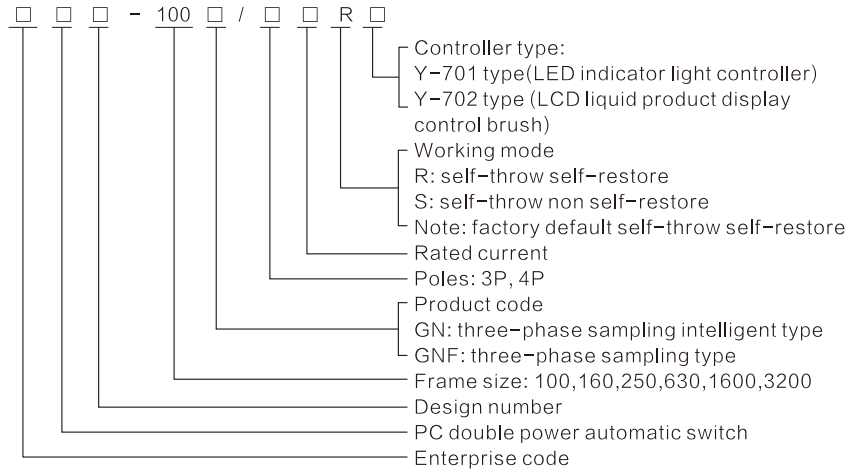 □ □ □ - 100 □ / □ □ R □
Controller type:
Y-701 type(LED indicator light controller)
Y-702 type (LCD liquid product display
control brush)
Working mode
R: self-throw self-restore
S: self-throw non self-restore
Note: factory default self-throw self-restore
Rated current
Poles: 3P, 4P
Product code
GN: three-phase sampling intelligent type
GNF: three-phase sampling type
Frame size: 100,160,250,630,1600,3200
Design number
PC double power automatic switch
Enterprise code